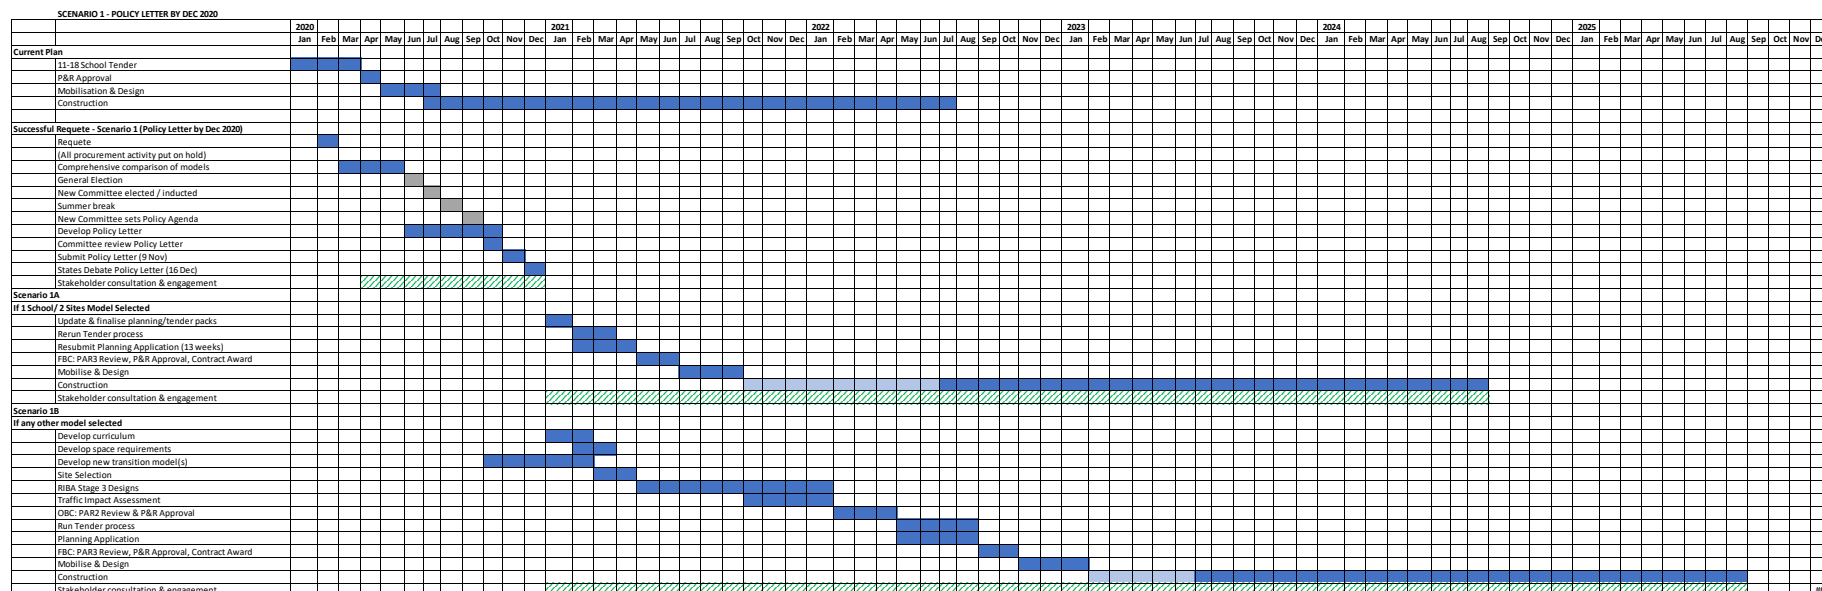 SCENARIO 1 - POLICY LETTER BY DEC 2020
2020 2021 2022 2023 2024 2025
Jan Feb Mar Apr May Jun Jul Aug Sep Oct Nov Dec Jan Feb Mar Apr May Jun Jul Aug Sep Oct Nov Dec Jan Feb Mar Apr May Jun Jul Aug Sep Oct Nov Dec Jan Feb Mar Apr May Jun Jul Aug Sep Oct Nov Dec Jan Feb Mar Apr May Jun Jul Aug Sep Oct Nov Dec Jan Feb Mar Apr May Jun Jul Aug Sep Oct Nov
Current Plan
11-18 School Tender
P&R Approval
Mobilisation & Design
Construction
Successful Requete - Scenario 1 (Policy Letter by Dec 2020)
Requete
(All procurement activity put on hold)
Comprehensive comparison of models
General Election
New Committee elected / inducted
Summer break
New Committee sets Policy Agenda
Develop Policy Letter
Committee review Policy Letter
Submit Policy Letter (9 Nov)
States Debate Policy Letter (16 Dec)
Stakeholder consultation & engagement
Scenario 1A
If 1 School/ 2 Sites Model Selected
Update & finalise planning/tender packs
Rerun Tender process
Resubmit Planning Application (13 weeks)
FBC: PAR3 Review, P&R Approval, Contract Award
Mobilise & Design
Construction
Stakeholder consultation & engagement
Scenario 1B
If any other model selected
Develop curriculum
Develop space requirements
Develop new transition model(s)
Site Selection
RIBA Stage 3 Designs
Traffic Impact Assessment
OBC: PAR2 Review & P&R Approval
Run Tender process
Planning Application
FBC: PAR3 Review, P&R Approval, Contract Award
Mobilise & Design
Construction
Stakeholder consultation & engagement